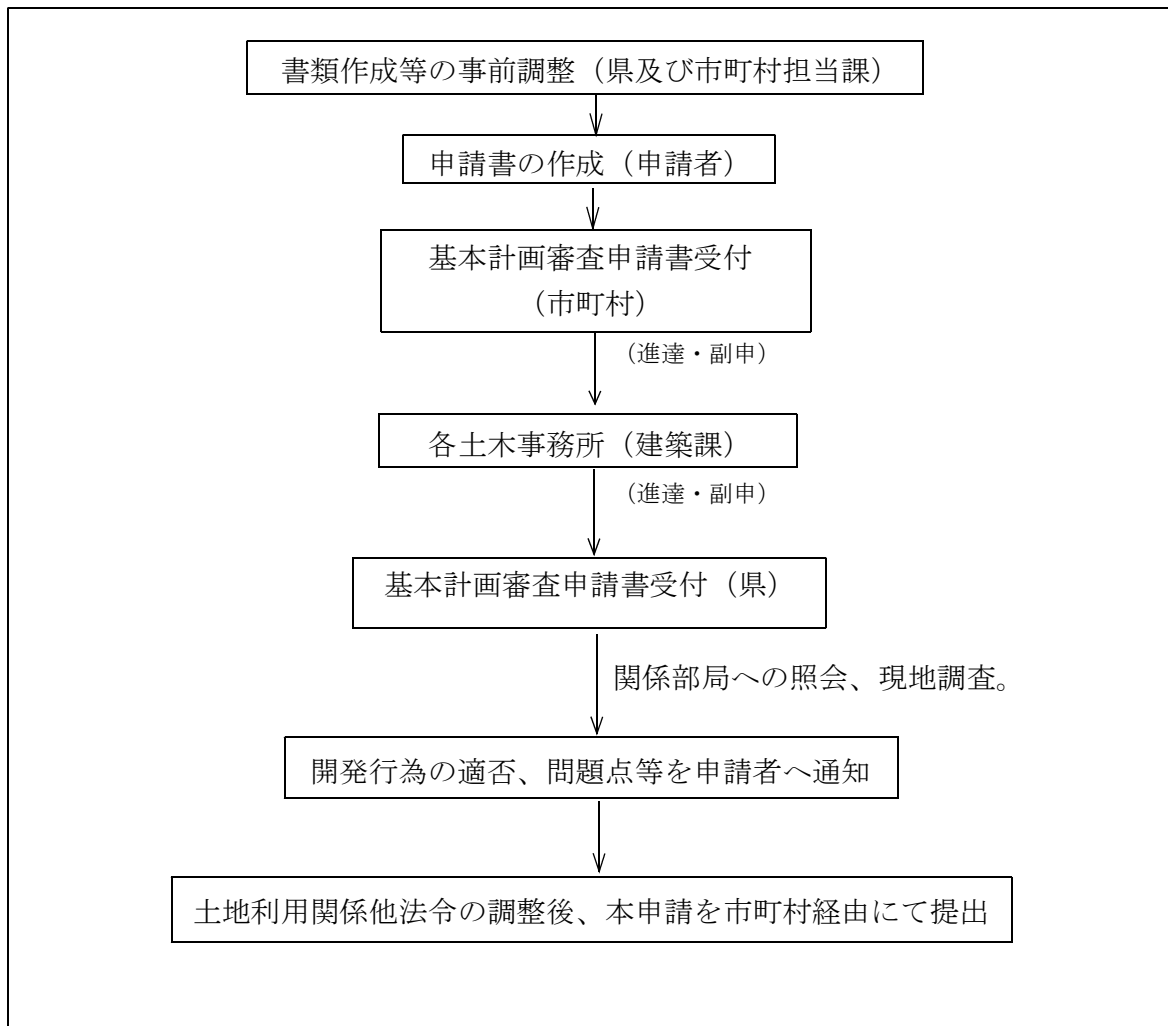 書類作成等の事前調整（県及び市町村担当課）
申請書の作成（申請者）
基本計画審査申請書受付
（市町村）
（進達・副申）
各土木事務所（建築課）
（進達・副申）
基本計画審査申請書受付（県）
関係部局への照会、現地調査。
開発行為の適否、問題点等を申請者へ通知
土地利用関係他法令の調整後、本申請を市町村経由にて提出